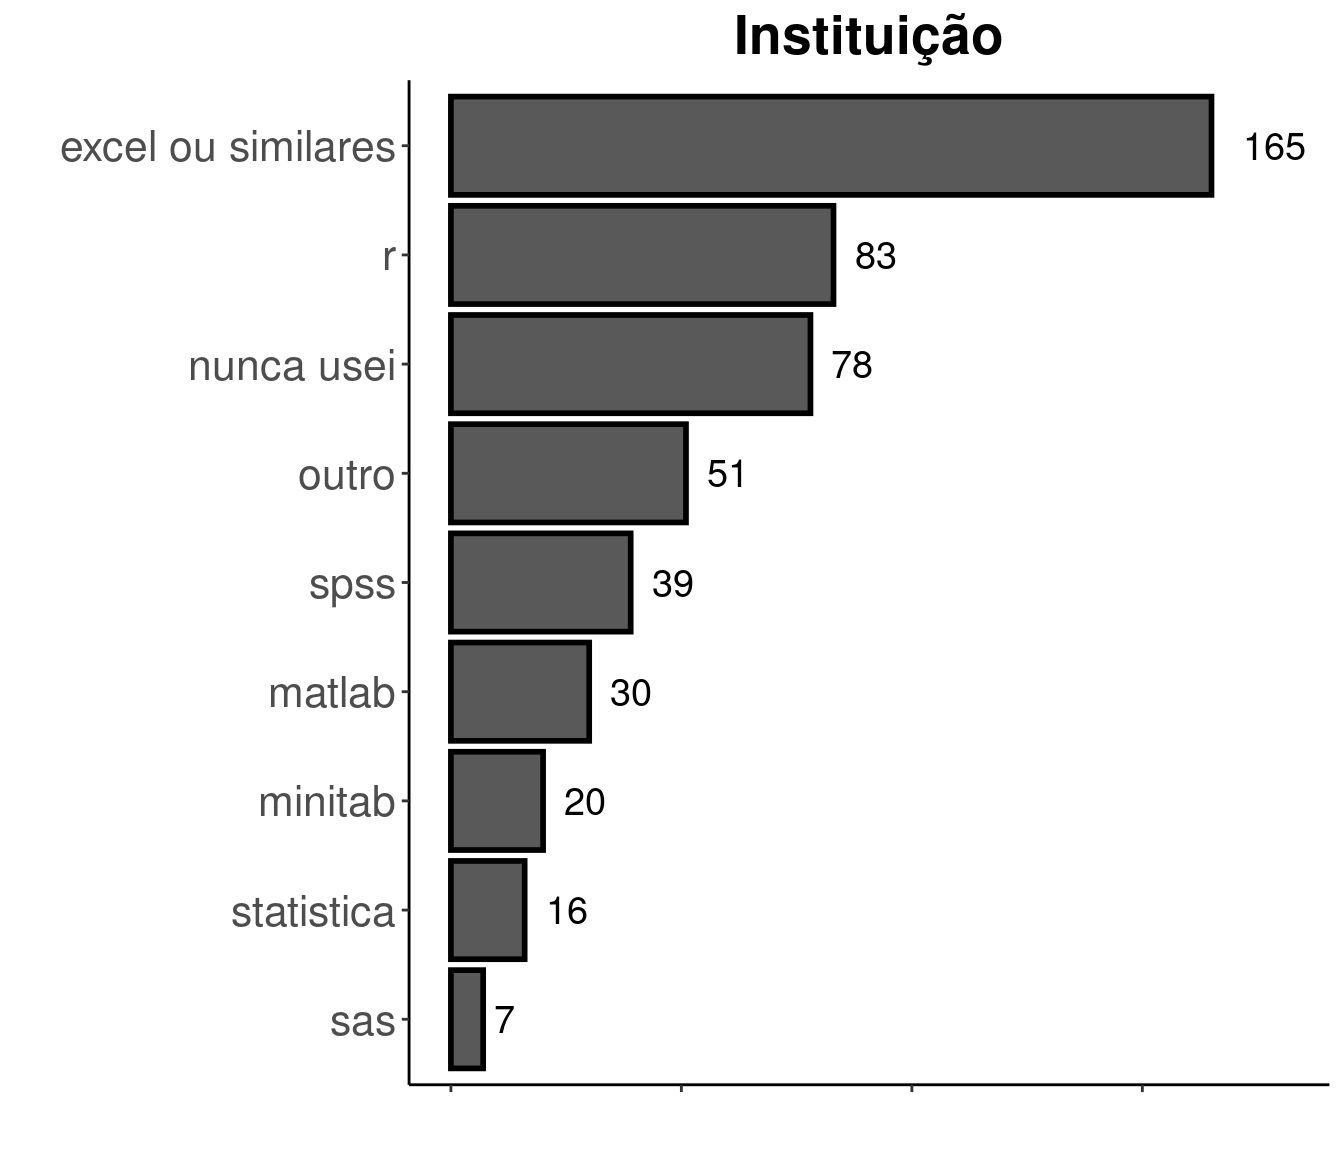 Instituição
excel ou similares 165
r 83
nunca usei 78
outro 51
spss 39
matlab 30
minitab 20
statistica 16
sas 7